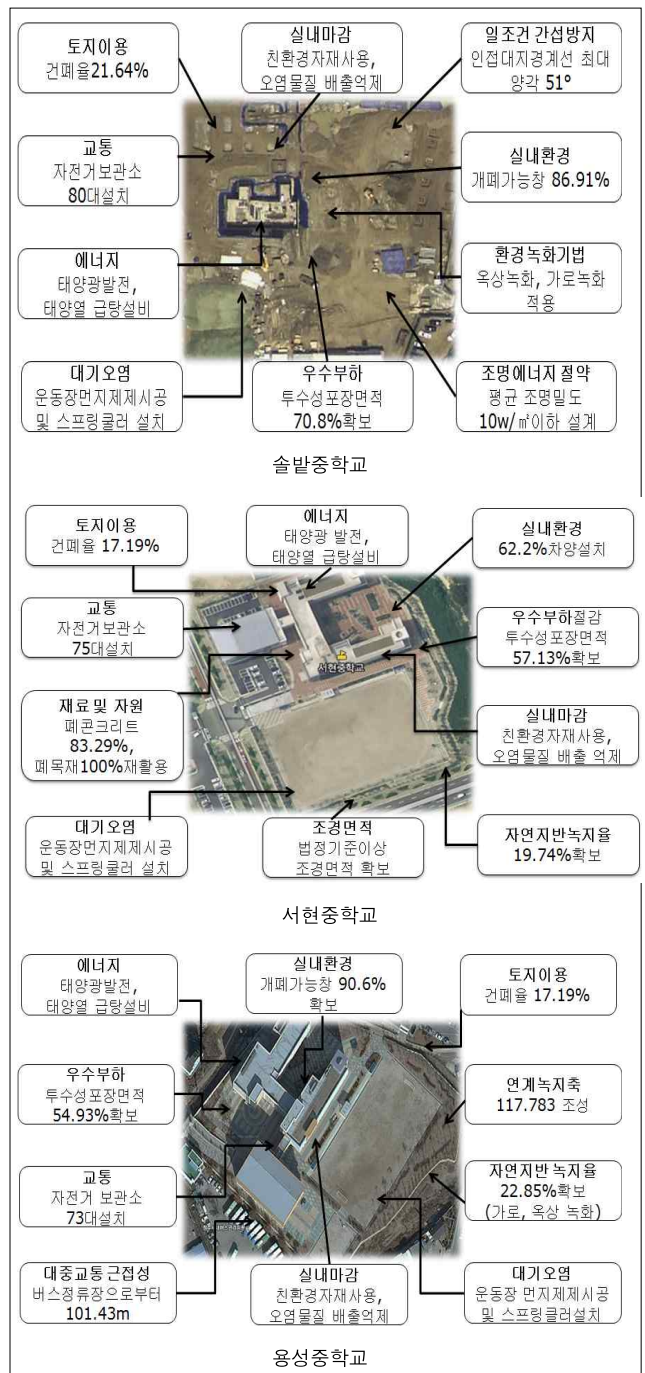 토지이용
건폐율21.64%
실내마감
친환경자재사용,
오염물질 배출억제
일조건 간섭방지
인접대지경계선 최대
양각 51°
교통
자전거보관소
80대설치
실내환경
개폐가능창 86.91%
에너지
태양광발전,
태양열 급탕설비
환경녹화기법
옥상녹화, 가로녹화
적용
대기오염
운동장먼지제제시공
및 스프링쿨러 설치
우수부하
투수성포장면적
70.8%확보
조명에너지 절약
평균 조명밀도
10w/㎡이하 설계
솔밭중학교
토지이용
건폐율 17.19%
에너지
태양광 발전,
태양열 급탕설비
실내환경
62.2%차양설치
교통
자전거보관소
75대설치
우수부하절감
투수성포장면적
57.13%확보
서현중학교
재료 및 자원
폐콘크리트
83.29%,
폐목재100%재활용
실내마감
친환경자재사용,
오염물질 배출 억제
대기오염
운동장먼지제제시공
및 스프링쿨러 설치
조경면적
법정기준이상
조경면적 확보
자연지반녹지율
19.74%확보
서현중학교
에너지
태양광발전,
태양열 급탕설비
실내환경
개폐가능창 90.6%
확보
토지이용
건폐율 17.19%
우수부하
투수성포장면적
54.93%확보
연계녹지축
117.783 조성
교통
자전거 보관소
73대설치
자연지반 녹지율
22.85%확보
(가로, 옥상 녹화)
대중교통 근접성
버스정류장으로부터
101.43m
실내마감
친환경자재사용,
오염물질 배출억제
대기오염
운동장 먼지제제시공
및 스프링클러설치
용성중학교